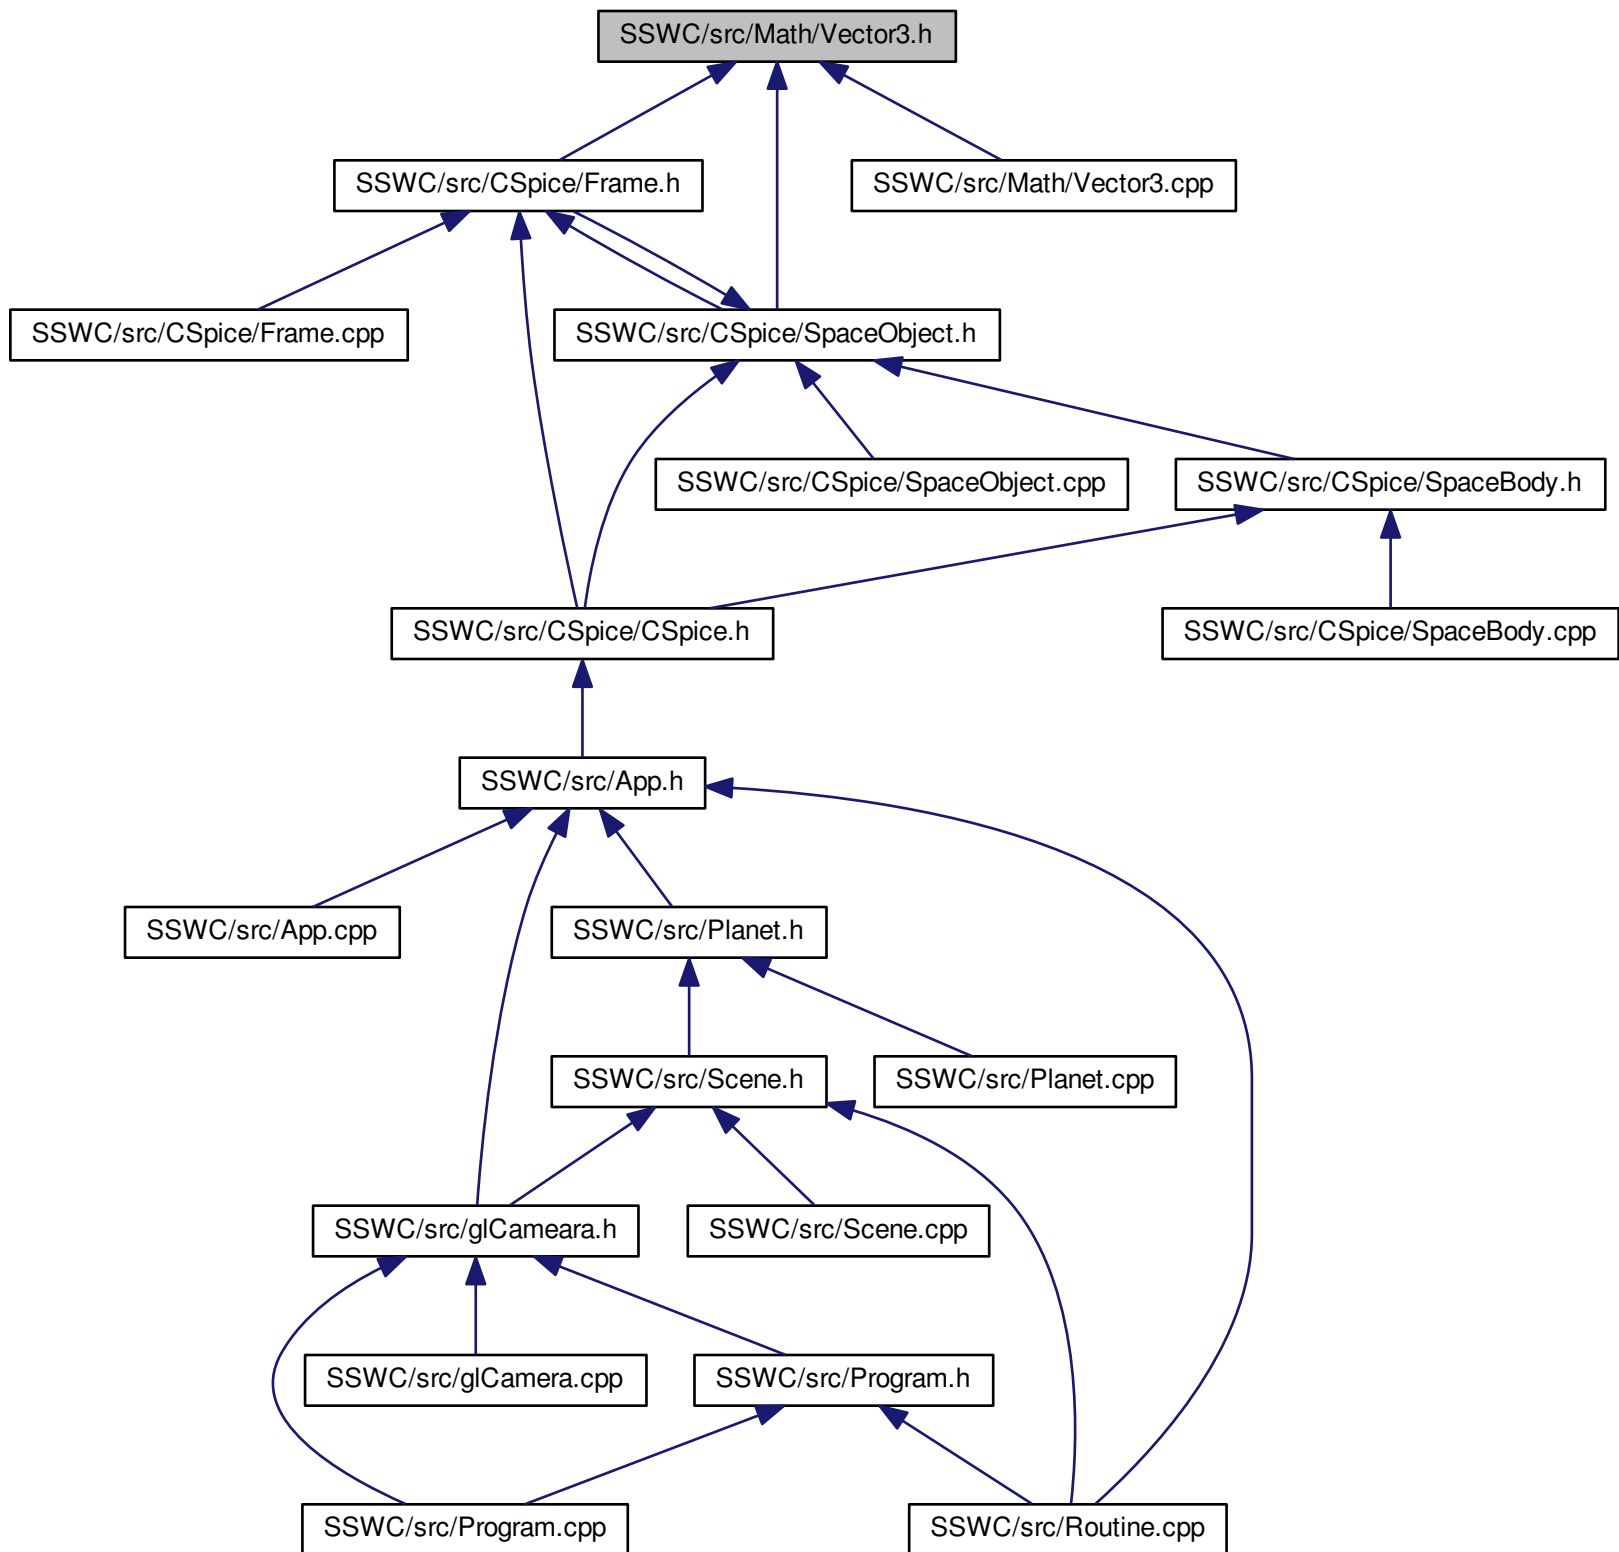 SSWC/src/Math/Vector3.h
SSWC/src/CSpice/Frame.h
SSWC/src/Math/Vector3.cpp
SSWC/src/CSpice/Frame.cpp
SSWC/src/CSpice/SpaceObject.h
SSWC/src/CSpice/SpaceObject.cpp
SSWC/src/CSpice/SpaceBody.h
SSWC/src/CSpice/CSpice.h
SSWC/src/CSpice/SpaceBody.cpp
SSWC/src/App.h
SSWC/src/App.cpp
SSWC/src/Planet.h
SSWC/src/Scene.h
SSWC/src/Planet.cpp
SSWC/src/glCameara.h
SSWC/src/Scene.cpp
SSWC/src/glCamera.cpp
SSWC/src/Program.h
SSWC/src/Program.cpp
SSWC/src/Routine.cpp